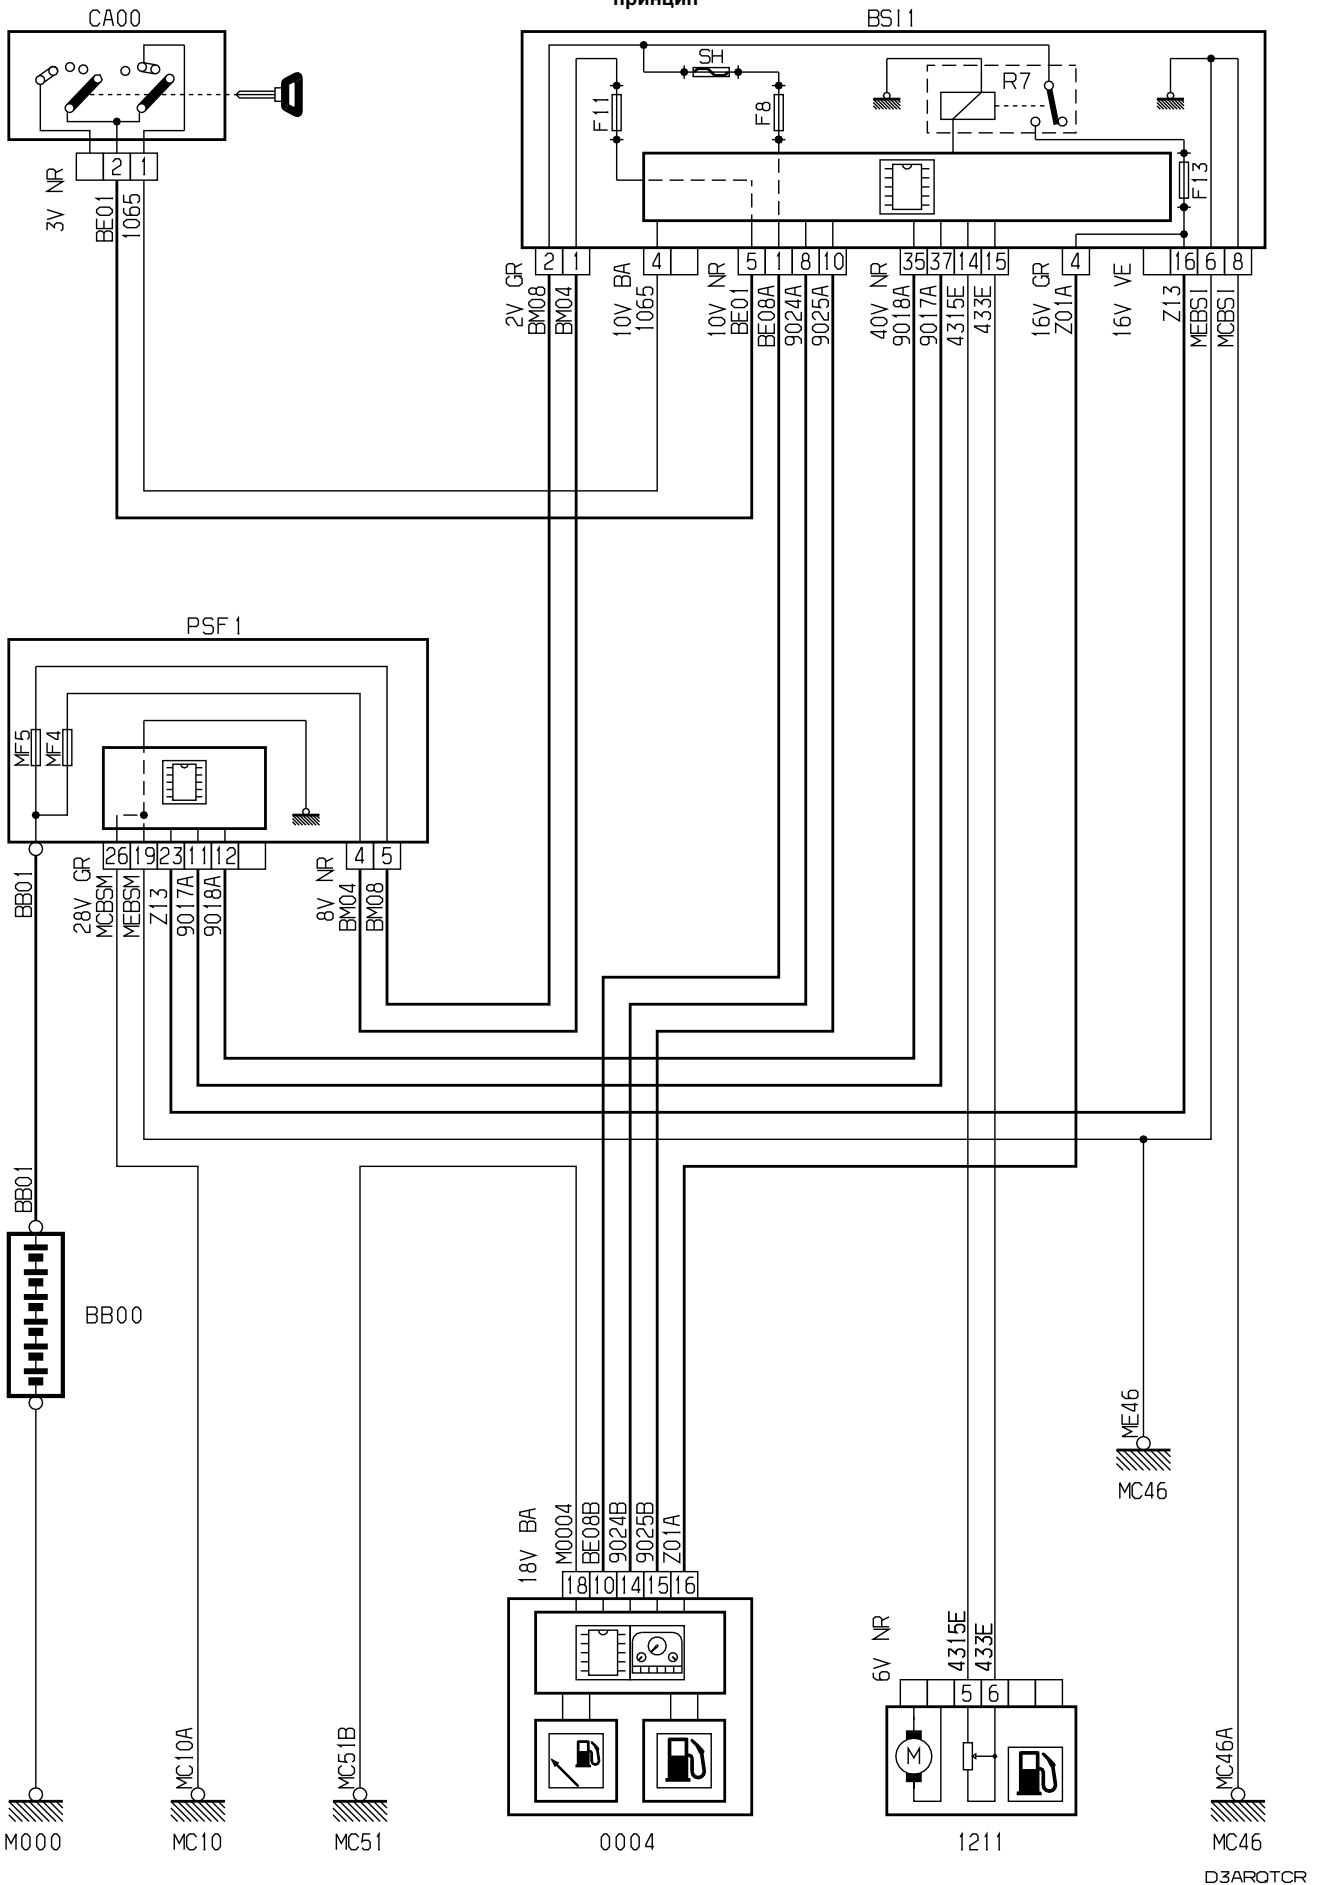 принцип
CA00
BSI1
SH
R7
F11
F8
F13
2 1
3V NR
BE01
1065
2 1 4 5 1 8 10 35 37 14 15 4 16 6 8
2V GR
BM08
BM04
10V BA
1065
10V NR
BE01
BE08A
9024A
9025A
40V NR
9018A
9017A
4315E
433E
16V GR
Z01A
16V VE
Z13
MEBSI
MCBSI
PSF1
MF5
MF4
26 19 23 11 12 4 5
BB01
28V GR
MCBSM
MEBSM
Z13
9017A
9018A
8V NR
BM04
BM08
BB01
BB00
ME46
MC46
18V BA
M0004
BE08B
9024B
9025B
Z01A
18 10 14 15 16
6V NR
4315E
433E
5 6
M
MC10A
MC51B
MC46A
M000
MC10
MC51
0004
1211
MC46
D3ARQTCR